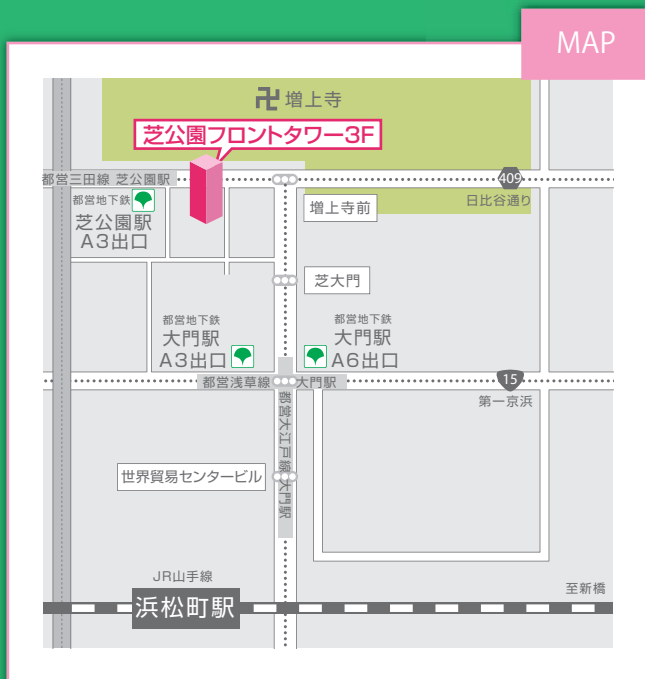 MAP
卍 増上寺
芝公園フロントタワー3F
都営三田線 芝公園駅
409
都営地下鉄
芝公園駅
A3出口
日比谷通り
増上寺前
芝大門
都営地下鉄
大門駅
A3出口
都営地下鉄
大門駅
A6出口
都営浅草線
大門駅
15
第一京浜
都営大江戸線 大門駅
世界貿易センタービル
JR山手線
浜松町駅
至新橋